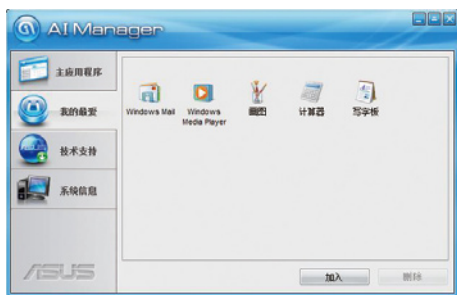 AI Manager
主应用程序
我的最爱
技术支持
系统信息
Windows Mail
Windows
Media Player
画图
计算器
写字板
ASUS
加入
删除